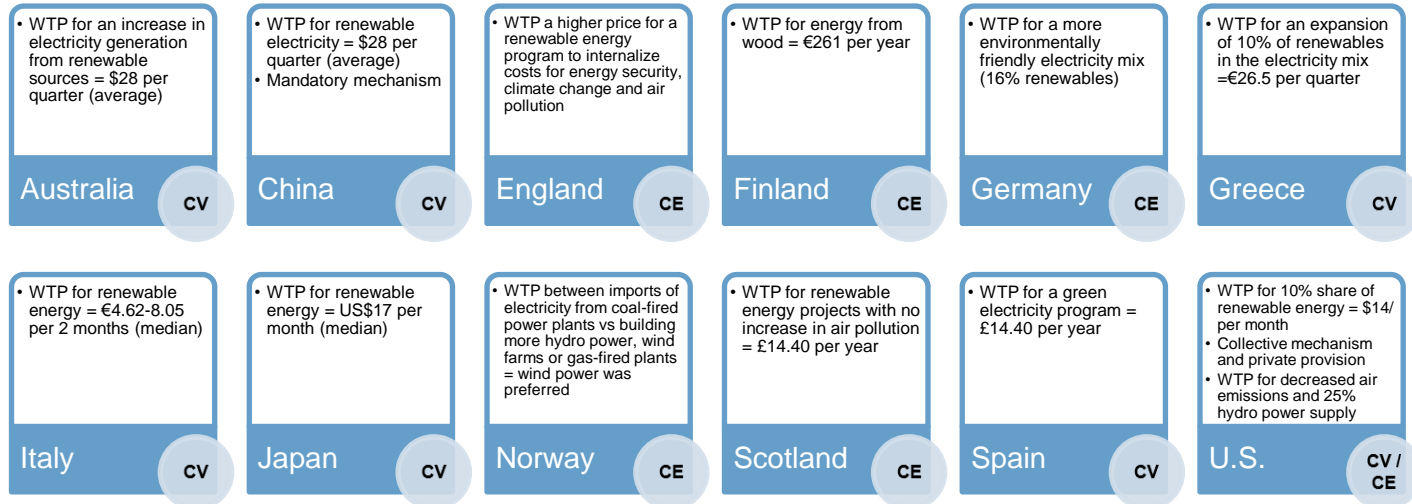 • WTP for an increase in
electricity generation
from renewable
sources = $28 per
quarter (average)
Australia
CV
• WTP for renewable
electricity = $28 per
quarter (average)
• Mandatory mechanism
China
CV
• WTP a higher price for a
renewable energy
program to internalize
costs for energy security,
climate change and air
pollution
England
CE
• WTP for energy from
wood = €261 per year
Finland
CE
• WTP for a more
environmentally
friendly electricity mix
(16% renewables)
Germany
CE
• WTP for an expansion
of 10% of renewables
in the electricity mix
=€26.5 per quarter
Greece
CV
• WTP for renewable
energy = €4.62-8.05
per 2 months (median)
Italy
CV
• WTP for renewable
energy = US$17 per
month (median)
Japan
CV
• WTP between imports of
electricity from coal-fired
power plants vs building
more hydro power, wind
farms or gas-fired plants
= wind power was
preferred
Norway
CE
• WTP for renewable
energy projects with no
increase in air pollution
= £14.40 per year
Scotland
CE
• WTP for a green
electricity program =
£14.40 per year
Spain
CV
• WTP for 10% share of
renewable energy = $14/
per month
• Collective mechanism
and private provision
• WTP for decreased air
emissions and 25%
hydro power supply
U.S.
CV /
CE